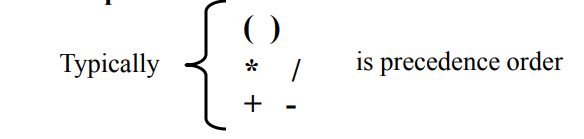 ( )
Typically * / is precedence order
+ -